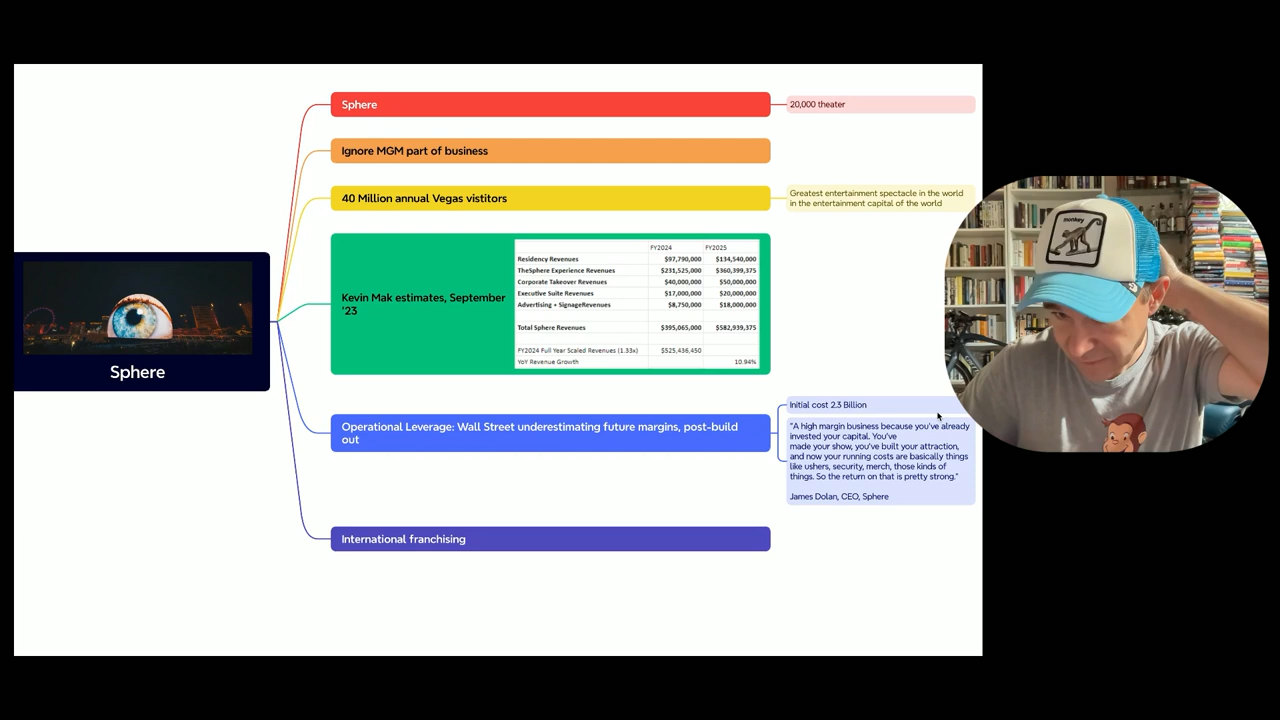 Sphere
20,000 theater
Ignore MGM part of business
40 Million annual Vegas vistitors
Greatest entertainment spectacle in the world
in the entertainment capital of the world
Kevin Mak estimates, September
'23
FY2024 FY2025
Residency Revenues $97,790,000 $134,540,000
TheSphere Experience Revenues $231,525,000 $360,399,375
Corporate Takeover Revenues $40,000,000 $50,000,000
Executive Suite Revenues $17,000,000 $20,000,000
Advertising + SignageRevenues $8,750,000 $18,000,000
Total Sphere Revenues $395,065,000 $582,939,375
FY2024 Full Year Scaled Revenues (1.33x) $525,436,450
YoY Revenue Growth 10.94%
Sphere
Operational Leverage: Wall Street underestimating future margins, post-build
out
Initial cost 2.3 Billion
"A high margin business because you've already
invested your capital. You've
made your show, you've built your attraction,
and now your running costs are basically things
like ushers, security, merch, those kinds of
things. So the return on that is pretty strong."
James Dolan, CEO, Sphere
International franchising
monkey